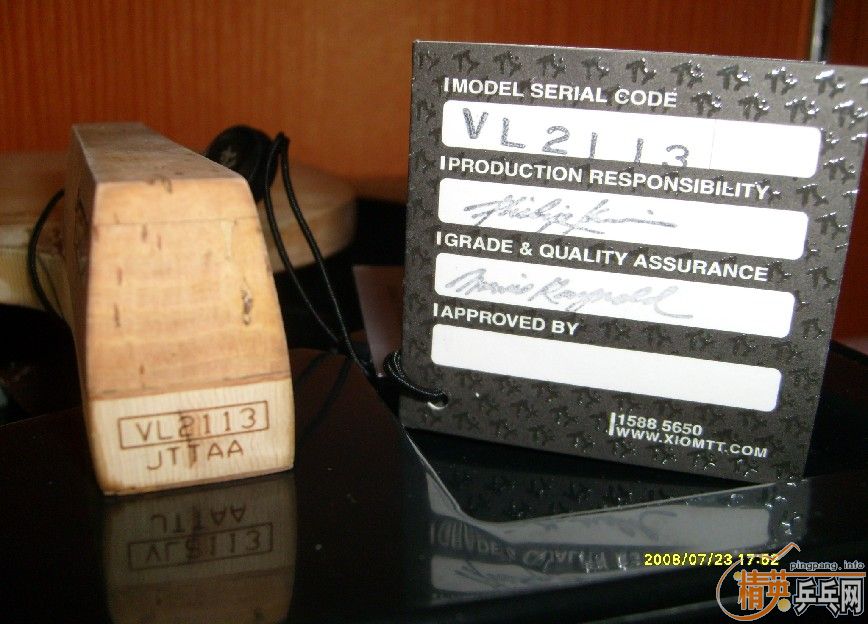 MODEL SERIAL CODE
VL2113
PRODUCTION RESPONSIBILITY
GRADE & QUALITY ASSURANCE
APPROVED BY
1588.5650
WWW.XIOMTT.COM
VL2113
JTTAA
2008/07/23 17:52
pingpang.info
精英乒乓网